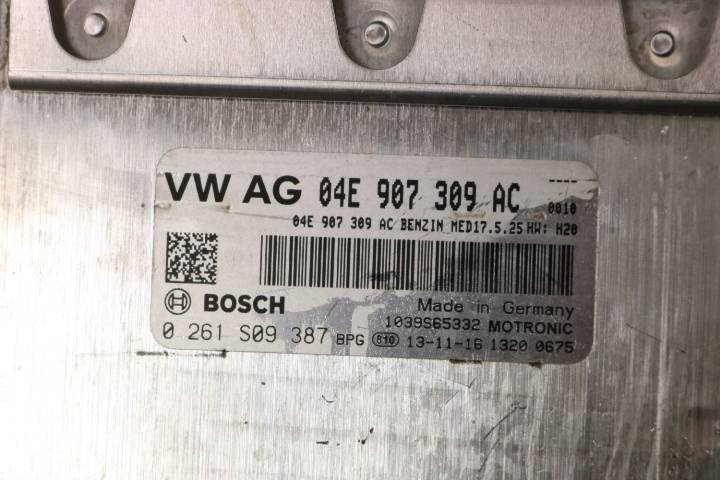 VW AG 04E 907 309 AC ----
0010
04E 907 309 AC BENZIN MED17.5.25 HW: H20
BOSCH Made in Germany
1039S65332 MOTRONIC
0 261 S09 387 BPG 610 13-11-16 1320 0675